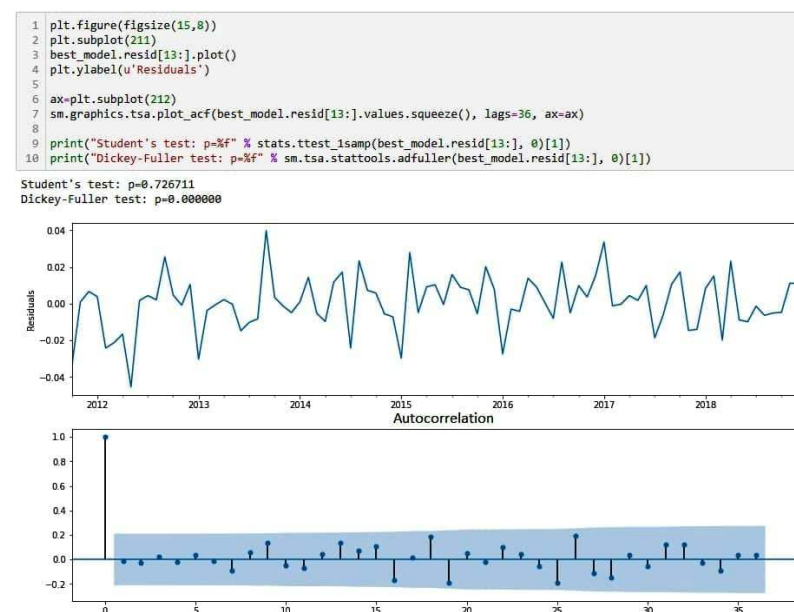 1 plt.figure(figsize(15,8))
2 plt.subplot(211)
3 best_model.resid[13:].plot()
4 plt.ylabel(u'Residuals')
5
6 ax=plt.subplot(212)
7 sm.graphics.tsa.plot_acf(best_model.resid[13:].values.squeeze(), lags=36, ax=ax)
8
9 print("Student's test: p=%f" % stats.ttest_1samp(best_model.resid[13:], 0)[1])
10 print("Dickey-Fuller test: p=%f" % sm.tsa.stattools.adfuller(best_model.resid[13:], 0)[1])
Student's test: p=0.726711
Dickey-Fuller test: p=0.000000
0.04
0.02
0.00
−0.02
−0.04
Residuals
2012 2013 2014 2015 2016 2017 2018
Autocorrelation
1.0
0.8
0.6
0.4
0.2
0.0
−0.2
0 5 10 15 20 25 30 35